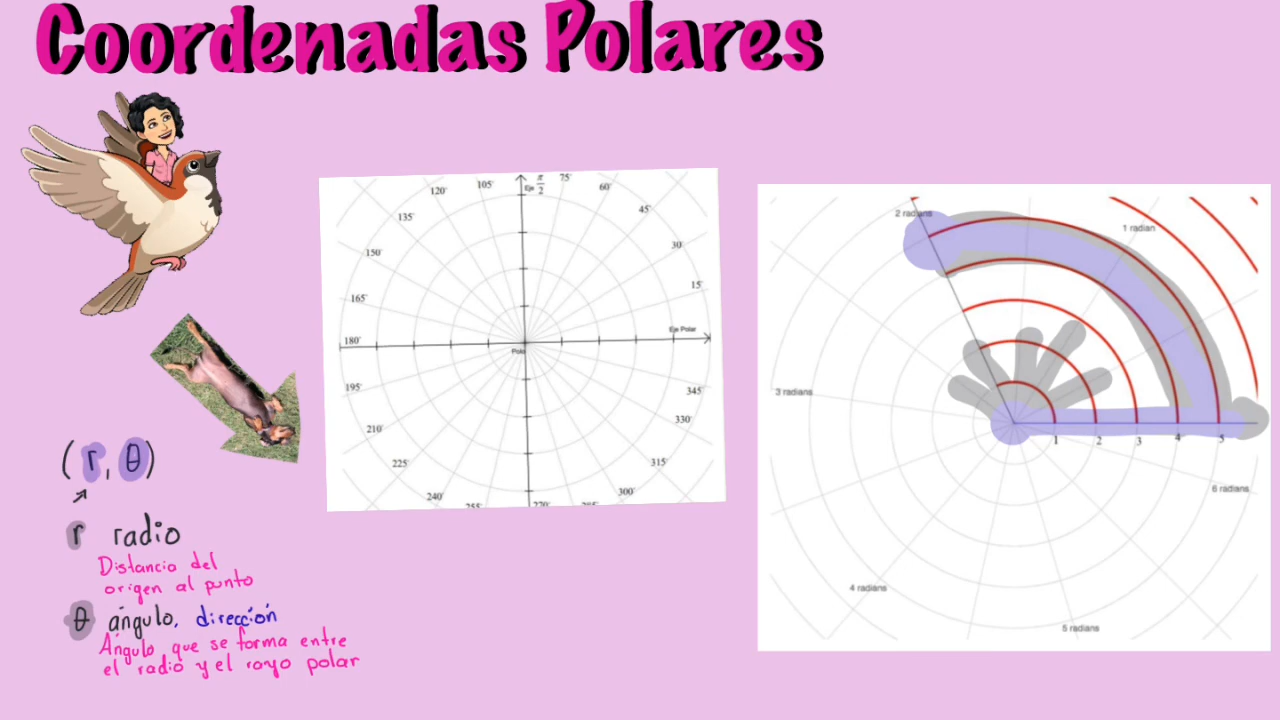 Coordenadas Polares
120°
105°
Eje π/2
75°
60°
135°
45°
150°
30°
165°
15°
180°
Eje Polar
Polo
195°
345°
210°
330°
225°
315°
240°
255°
270°
300°
2 radians
1 radian
3 radians
1 2 3 4 5
6 radians
4 radians
5 radians
(r, θ)
r radio
Distancia del
origen al punto
θ ángulo, dirección
Ángulo que se forma entre
el radio y el rayo polar